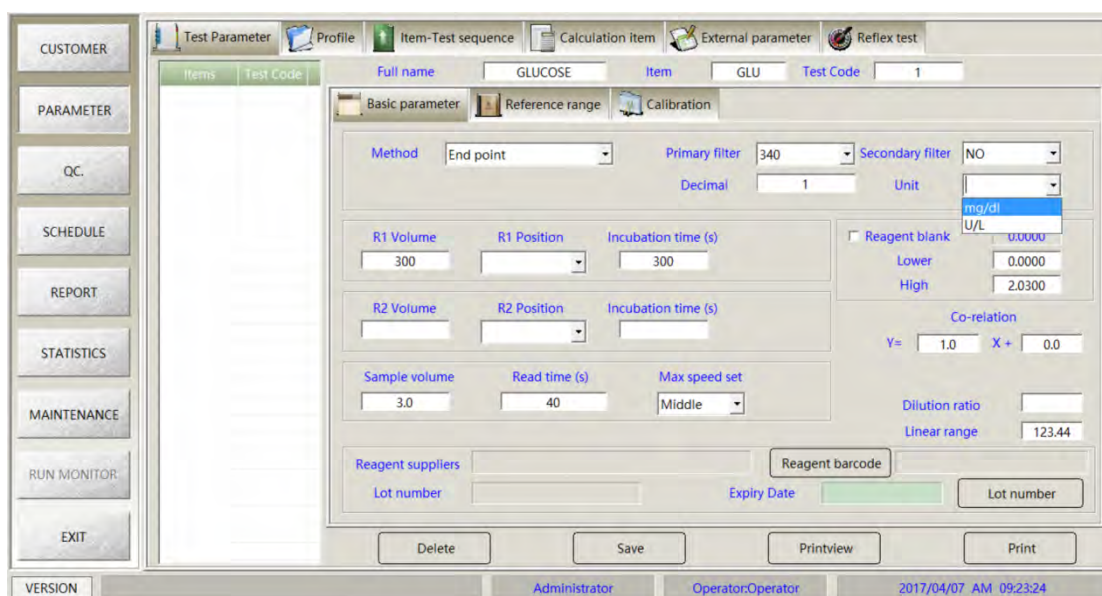 CUSTOMER
PARAMETER
QC.
SCHEDULE
REPORT
STATISTICS
MAINTENANCE
RUN MONITOR
EXIT
Test Parameter Profile Item-Test sequence Calculation item External parameter Reflex test
Items Test Code
Full name GLUCOSE Item GLU Test Code 1
Basic parameter Reference range Calibration
Method End point Primary filter 340 Secondary filter NO
Decimal 1 Unit
mg/dl
U/L
R1 Volume R1 Position Incubation time (s)
300 300
Reagent blank 0.0000
Lower 0.0000
High 2.0300
R2 Volume R2 Position Incubation time (s)
Co-relation
Y= 1.0 X + 0.0
Sample volume Read time (s) Max speed set
3.0 40 Middle
Dilution ratio
Linear range 123.44
Reagent suppliers Reagent barcode
Lot number Expiry Date Lot number
Delete Save Printview Print
VERSION Administrator Operator:Operator 2017/04/07 AM 09:23:24